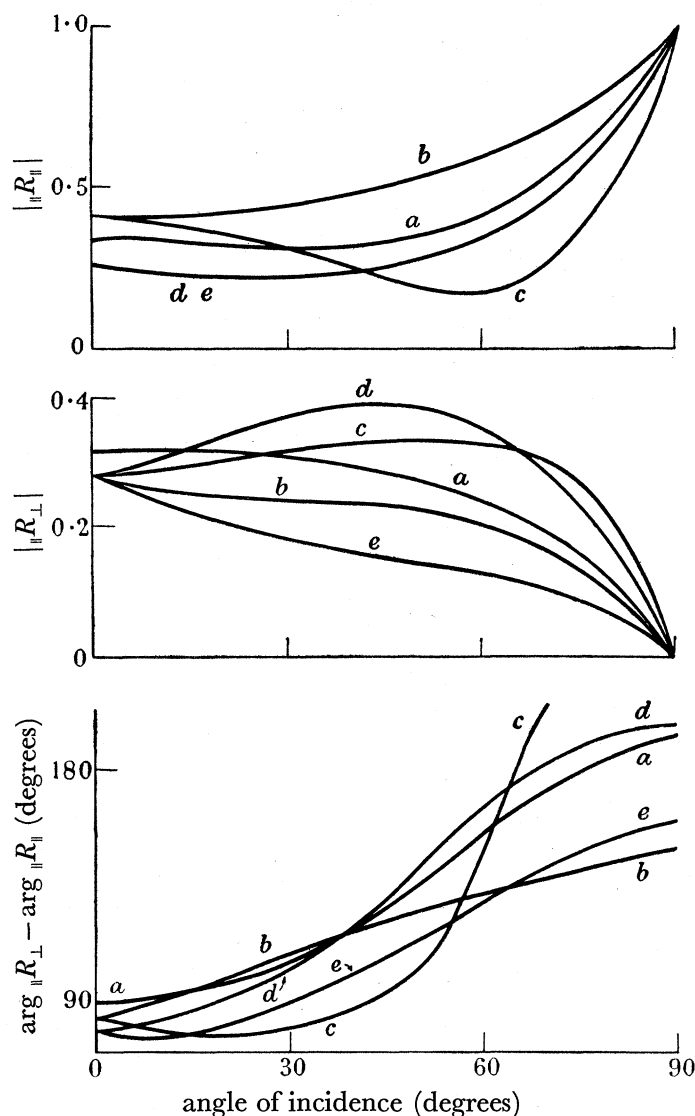 1·0
b
0·5
a
d e
c
0
|∥R∥|
0·4
d
c
a
b
0·2
e
0
|∥R⊥|
c
d
180
a
e
b
b
a
e
90
d
c
arg ∥R⊥ – arg ∥R∥ (degrees)
0
30
60
90
angle of incidence (degrees)